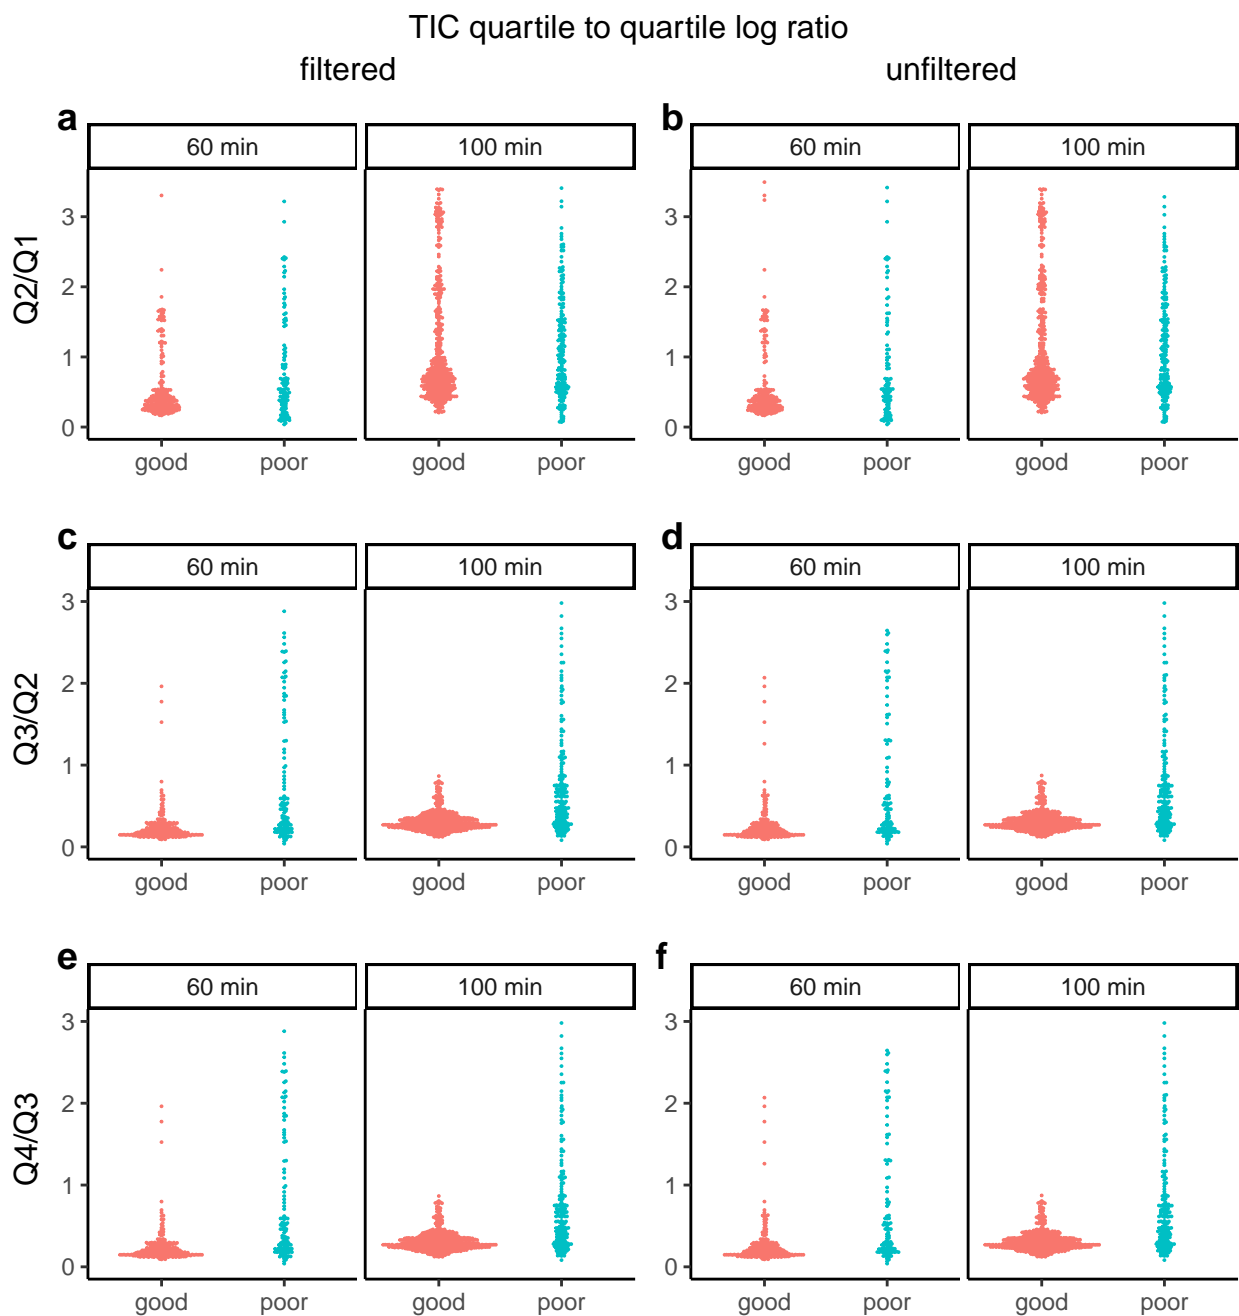 TIC quartile to quartile log ratio
filtered unfiltered
a b
60 min 100 min 60 min 100 min
Q2/Q1
3
2
1
0
good poor good poor good poor good poor
c d
60 min 100 min 60 min 100 min
Q3/Q2
3
2
1
0
good poor good poor good poor good poor
e f
60 min 100 min 60 min 100 min
Q4/Q3
3
2
1
0
good poor good poor good poor good poor